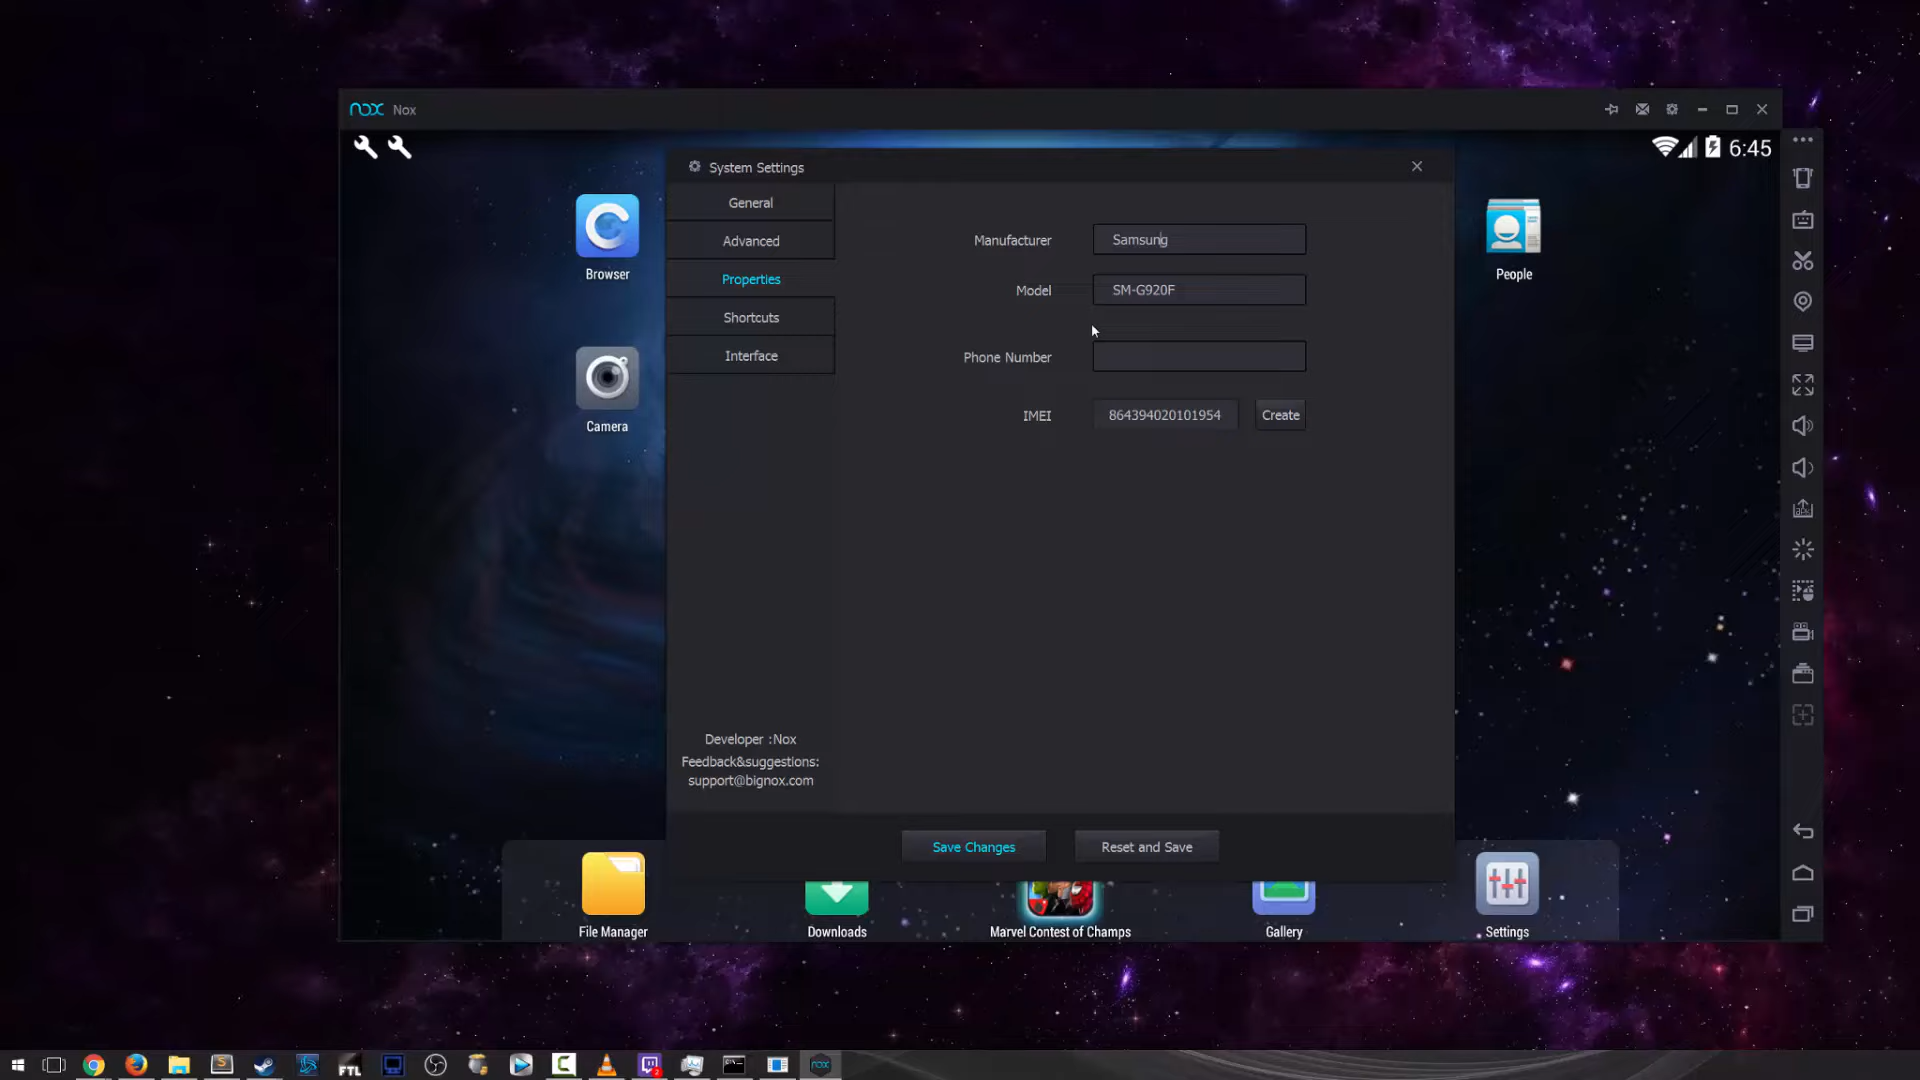 nox Nox
6:45
System Settings
General
Advanced
Properties
Shortcuts
Interface
Manufacturer Samsung
Model SM-G920F
Phone Number
IMEI 864394020101954 Create
Browser
Camera
People
Developer :Nox
Feedback&suggestions:
support@bignox.com
Save Changes Reset and Save
File Manager Downloads Marvel Contest of Champs Gallery Settings
FTL
nox